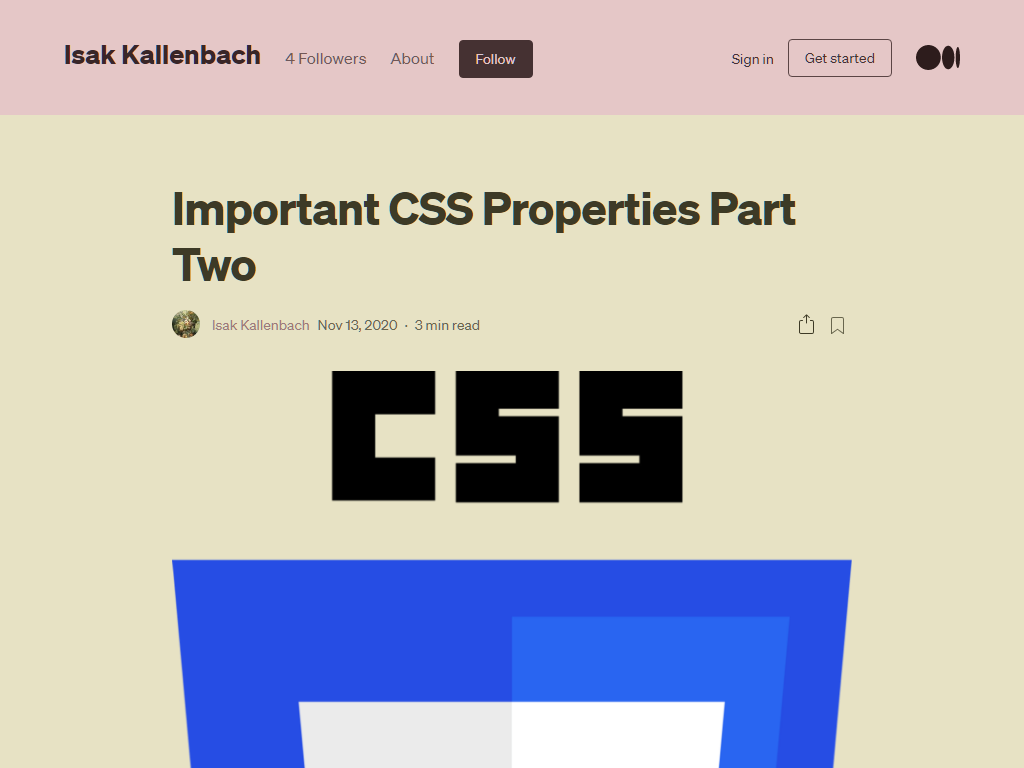 Isak Kallenbach 4 Followers About Follow Sign in Get started
Important CSS Properties Part
Two
Isak Kallenbach Nov 13, 2020 · 3 min read
CSS